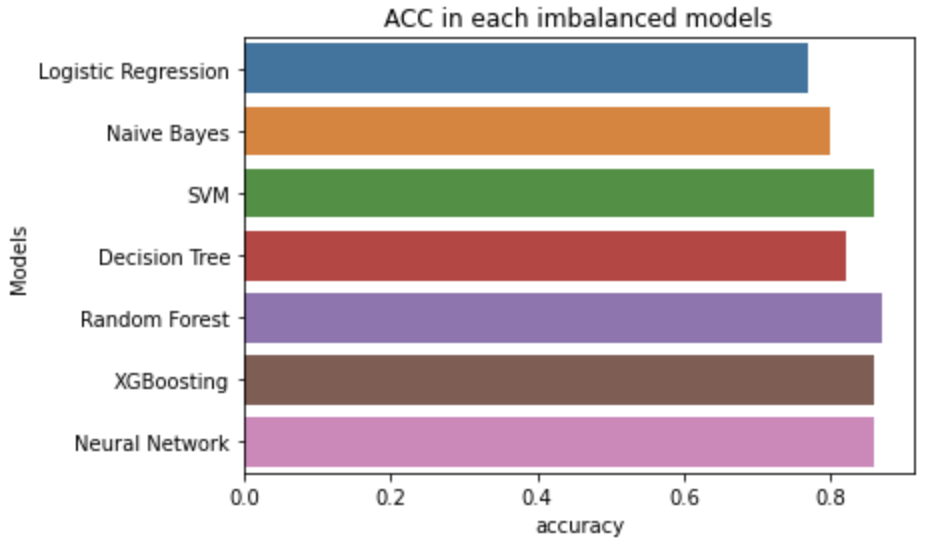 ACC in each imbalanced models
Logistic Regression
Naive Bayes
SVM
Decision Tree
Random Forest
XGBoosting
Neural Network
Models
0.0 0.2 0.4 0.6 0.8
accuracy